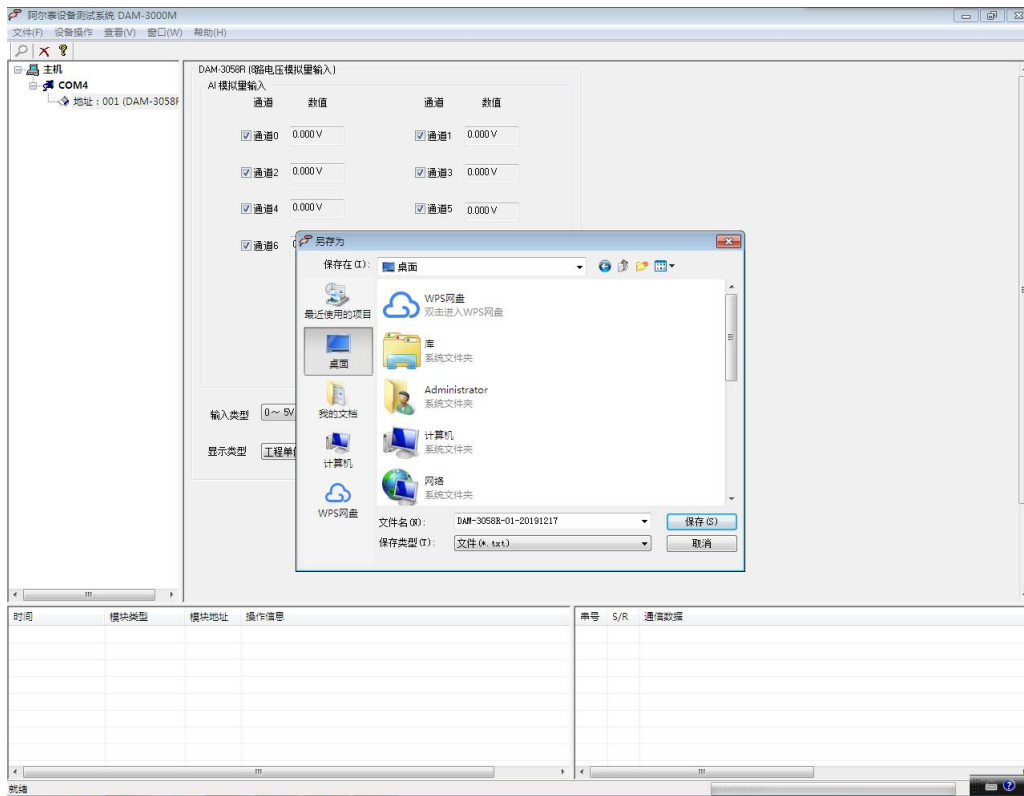 阿尔泰设备测试系统 DAM-3000M
文件(F) 设备操作 查看(V) 窗口(W) 帮助(H)
主机
COM4
地址：001 (DAM-3058F
DAM-3058R (8路电压模拟量输入)
AI 模拟量输入
通道 数值 通道 数值
通道0 0.000 V 通道1 0.000 V
通道2 0.000 V 通道3 0.000 V
通道4 0.000 V 通道5 0.000 V
通道6
输入类型 0～ 5V
显示类型 工程单
另存为
保存在(I): 桌面
最近使用的项目
桌面
我的文档
计算机
WPS网盘
WPS网盘
双击进入WPS网盘
库
系统文件夹
Administrator
系统文件夹
计算机
系统文件夹
网络
系统文件夹
文件名(N): DAM-3058R-01-20191217 保存(S)
保存类型(T): 文件(*.txt) 取消
时间 模块类型 模块地址 操作信息
串号 S/R 通信数据
就绪